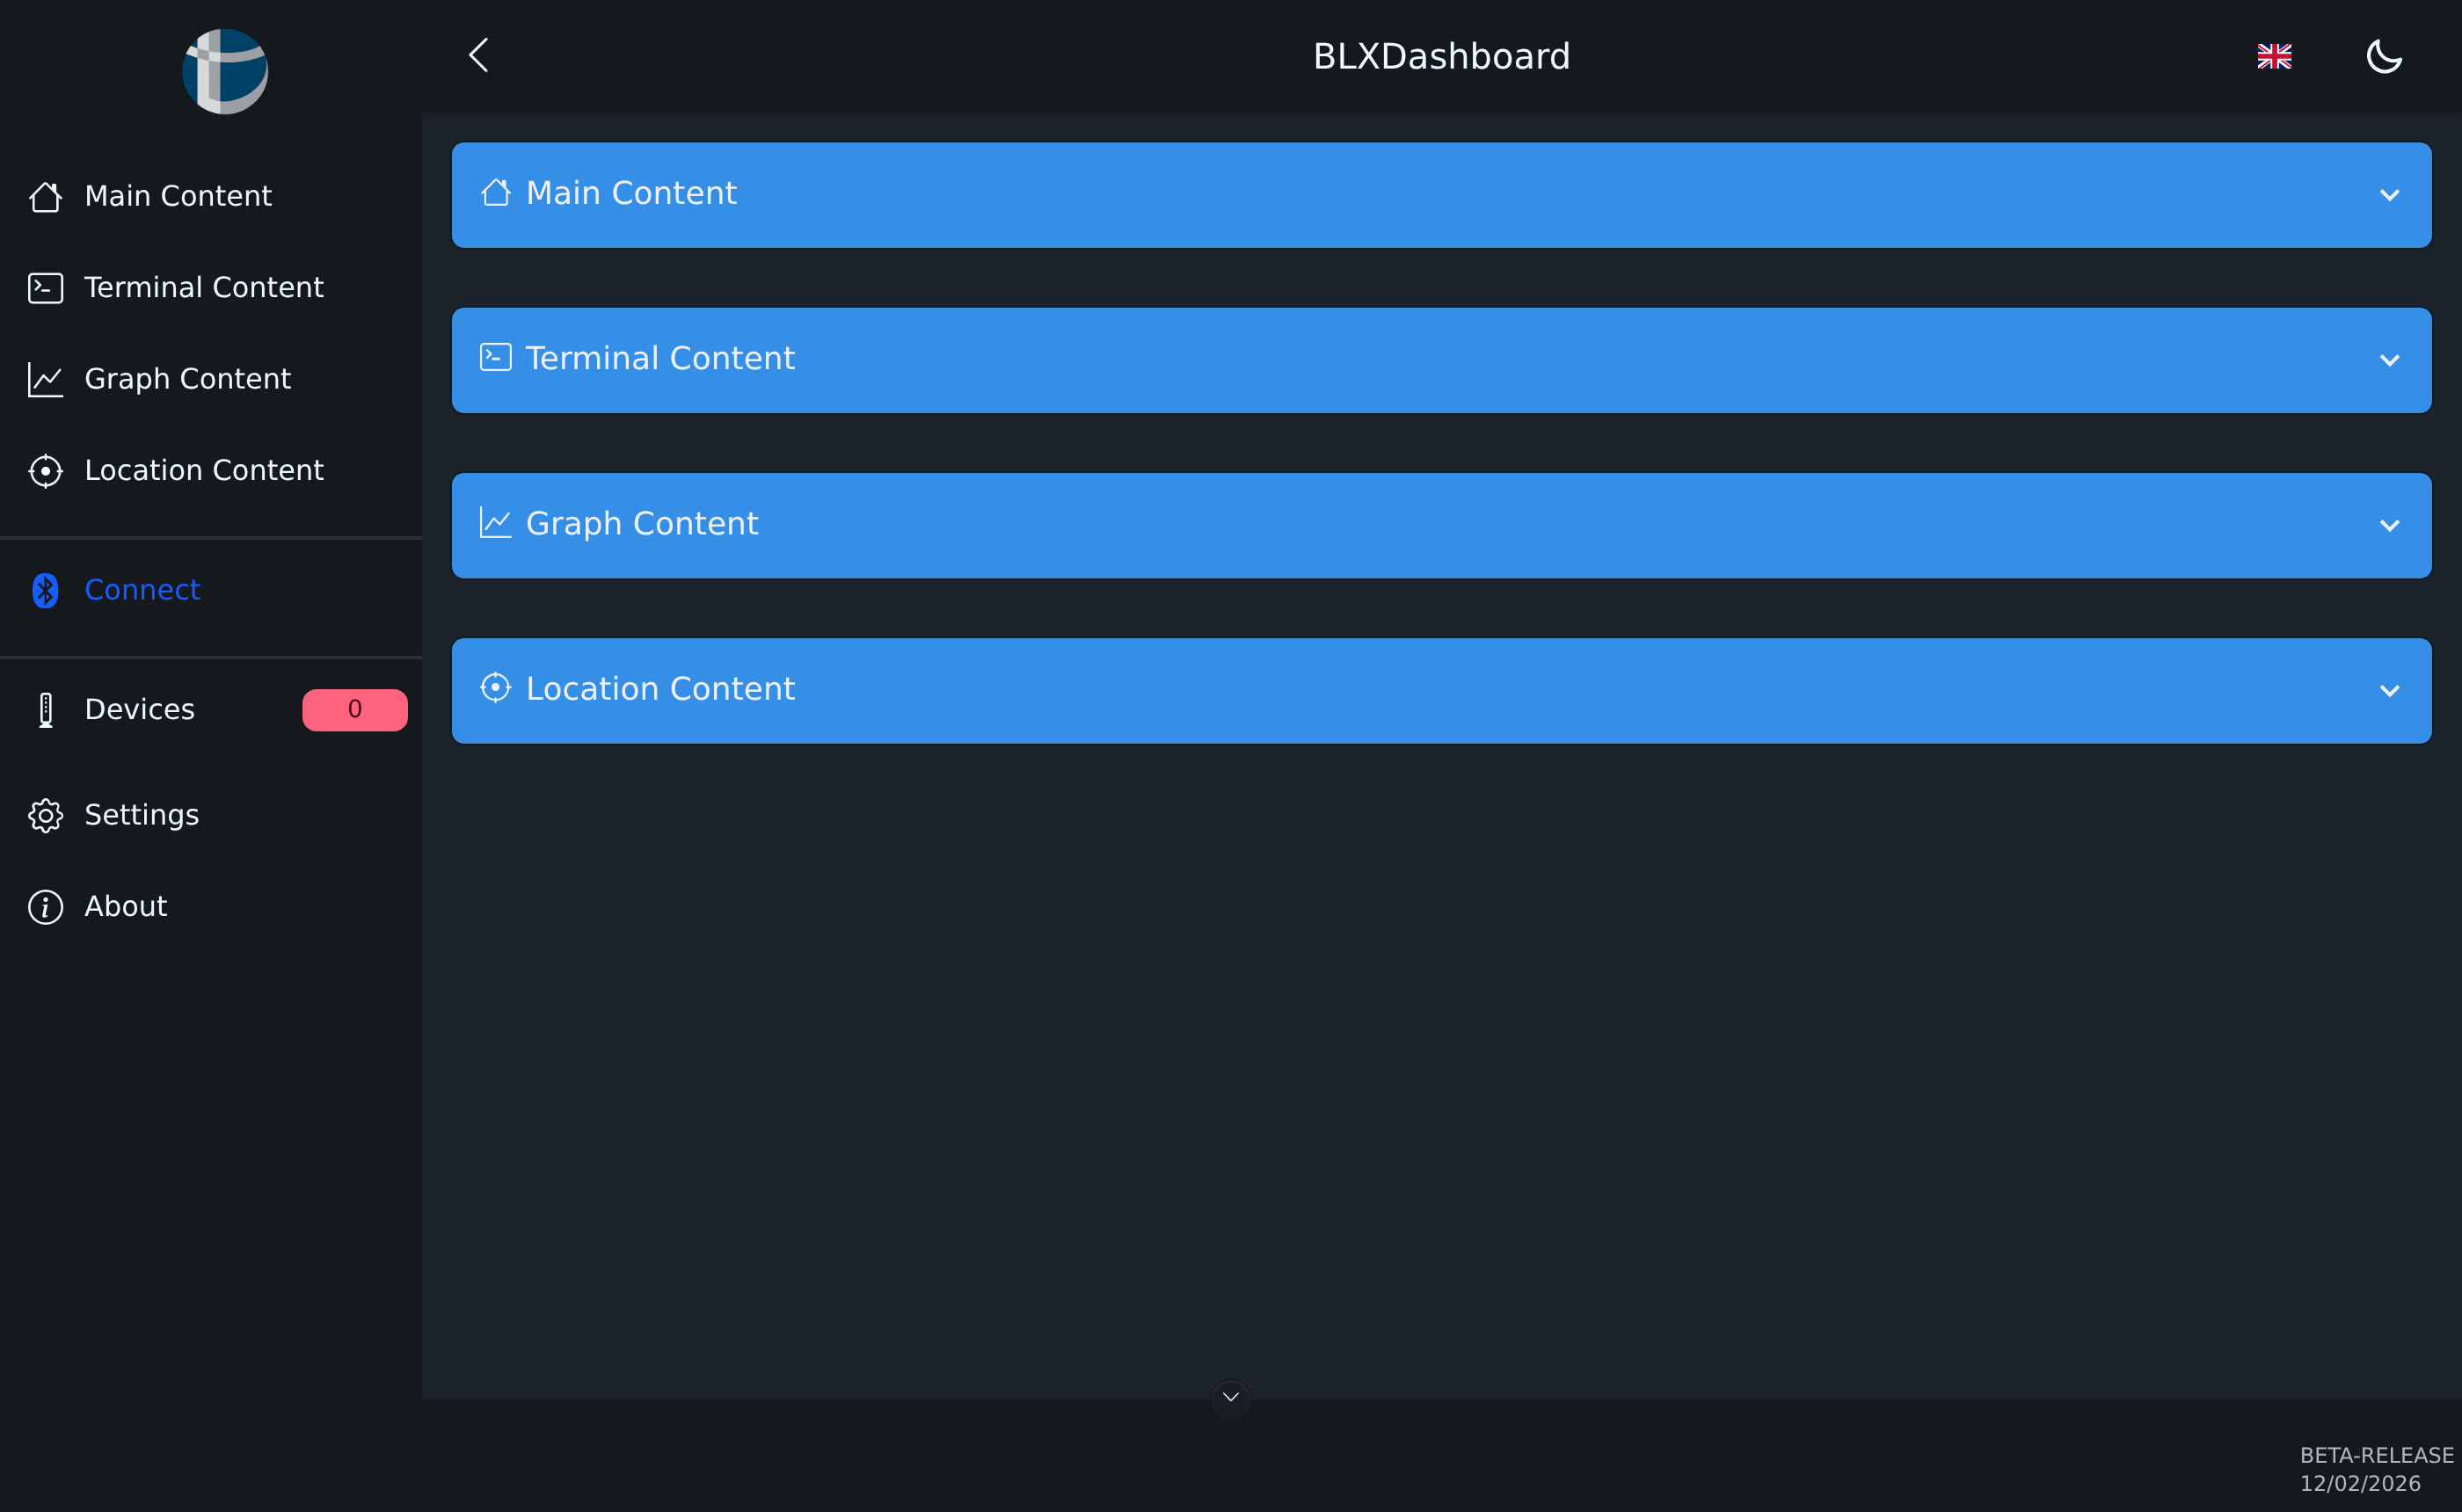 BLXDashboard
Main Content
Terminal Content
Graph Content
Location Content
Connect
Devices 0
Settings
About
Main Content
Terminal Content
Graph Content
Location Content
BETA-RELEASE
12/02/2026